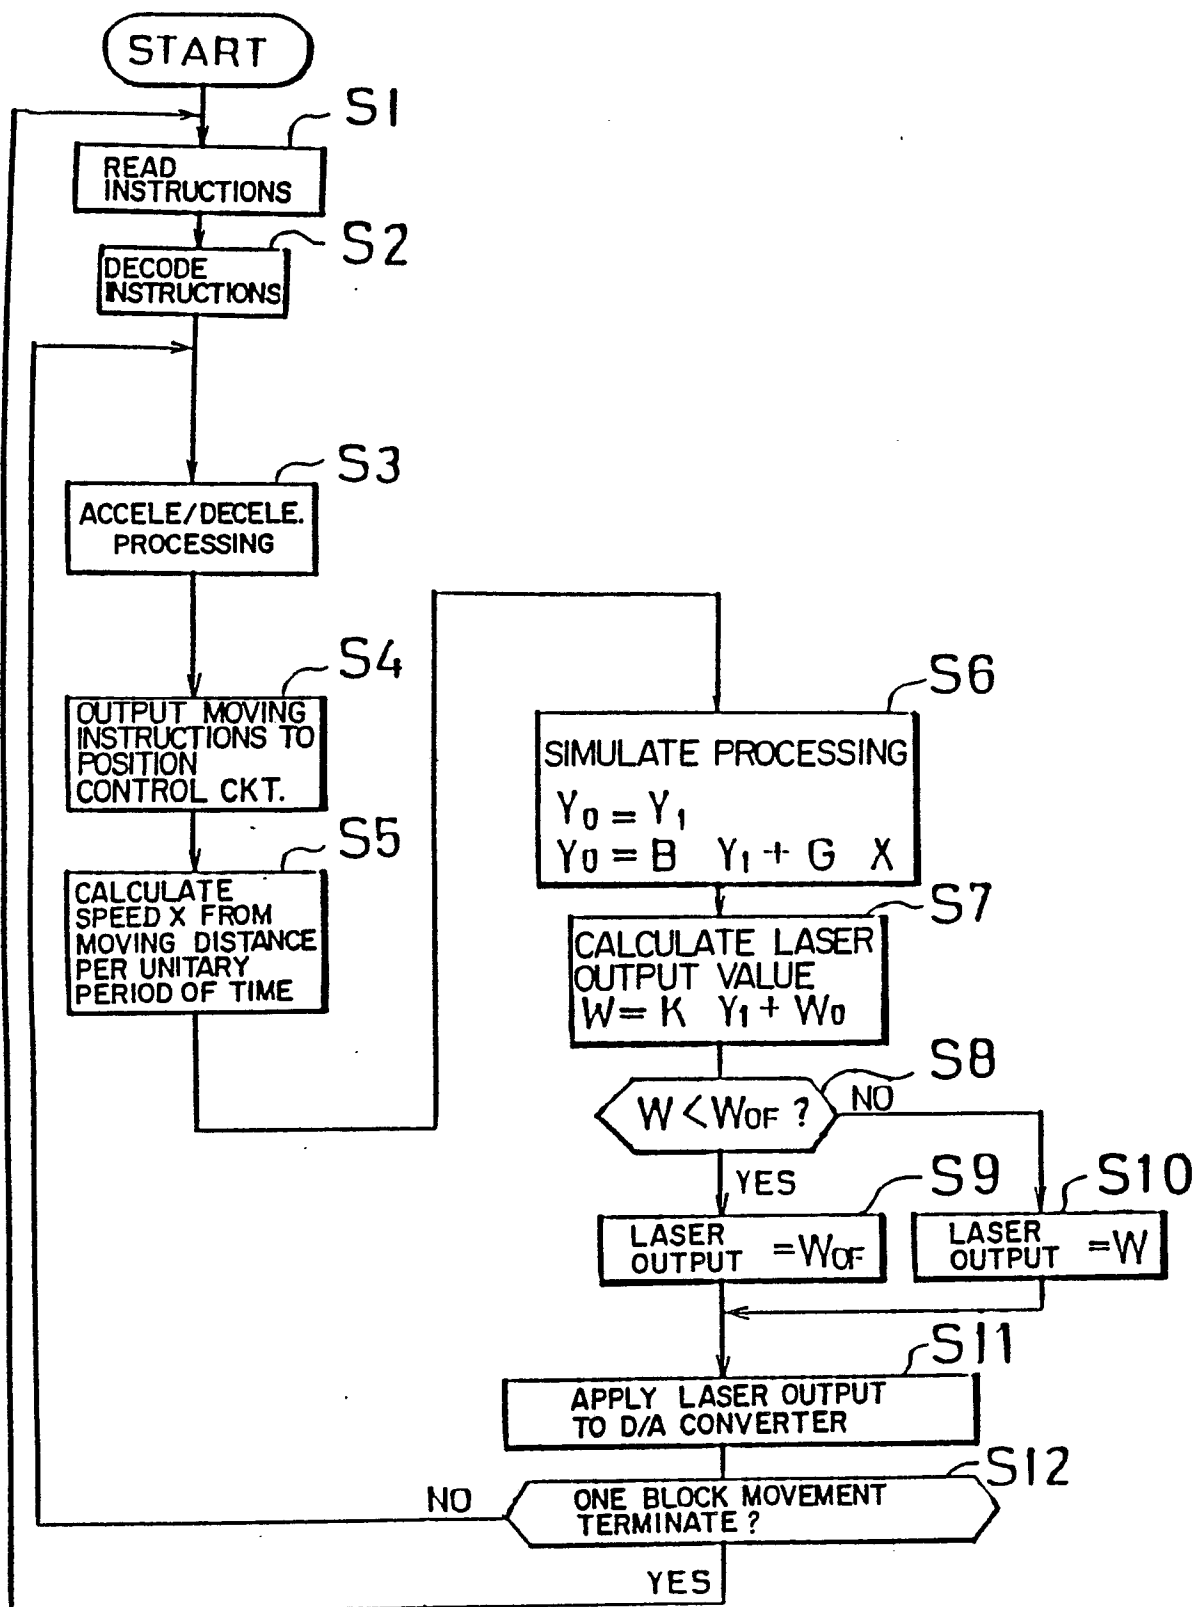 START
S1
READ
INSTRUCTIONS
S2
DECODE
INSTRUCTIONS
S3
ACCELE/DECELE.
PROCESSING
S4
OUTPUT MOVING
INSTRUCTIONS TO
POSITION
CONTROL CKT.
S5
CALCULATE
SPEED X FROM
MOVING DISTANCE
PER UNITARY
PERIOD OF TIME
S6
SIMULATE PROCESSING
Y0 = Y1
Y0 = B Y1 + G X
S7
CALCULATE LASER
OUTPUT VALUE
W = K Y1 + W0
S8
W < WOF ?
NO
YES
S9
LASER
OUTPUT = WOF
S10
LASER
OUTPUT = W
S11
APPLY LASER OUTPUT
TO D/A CONVERTER
S12
ONE BLOCK MOVEMENT
TERMINATE ?
NO
YES